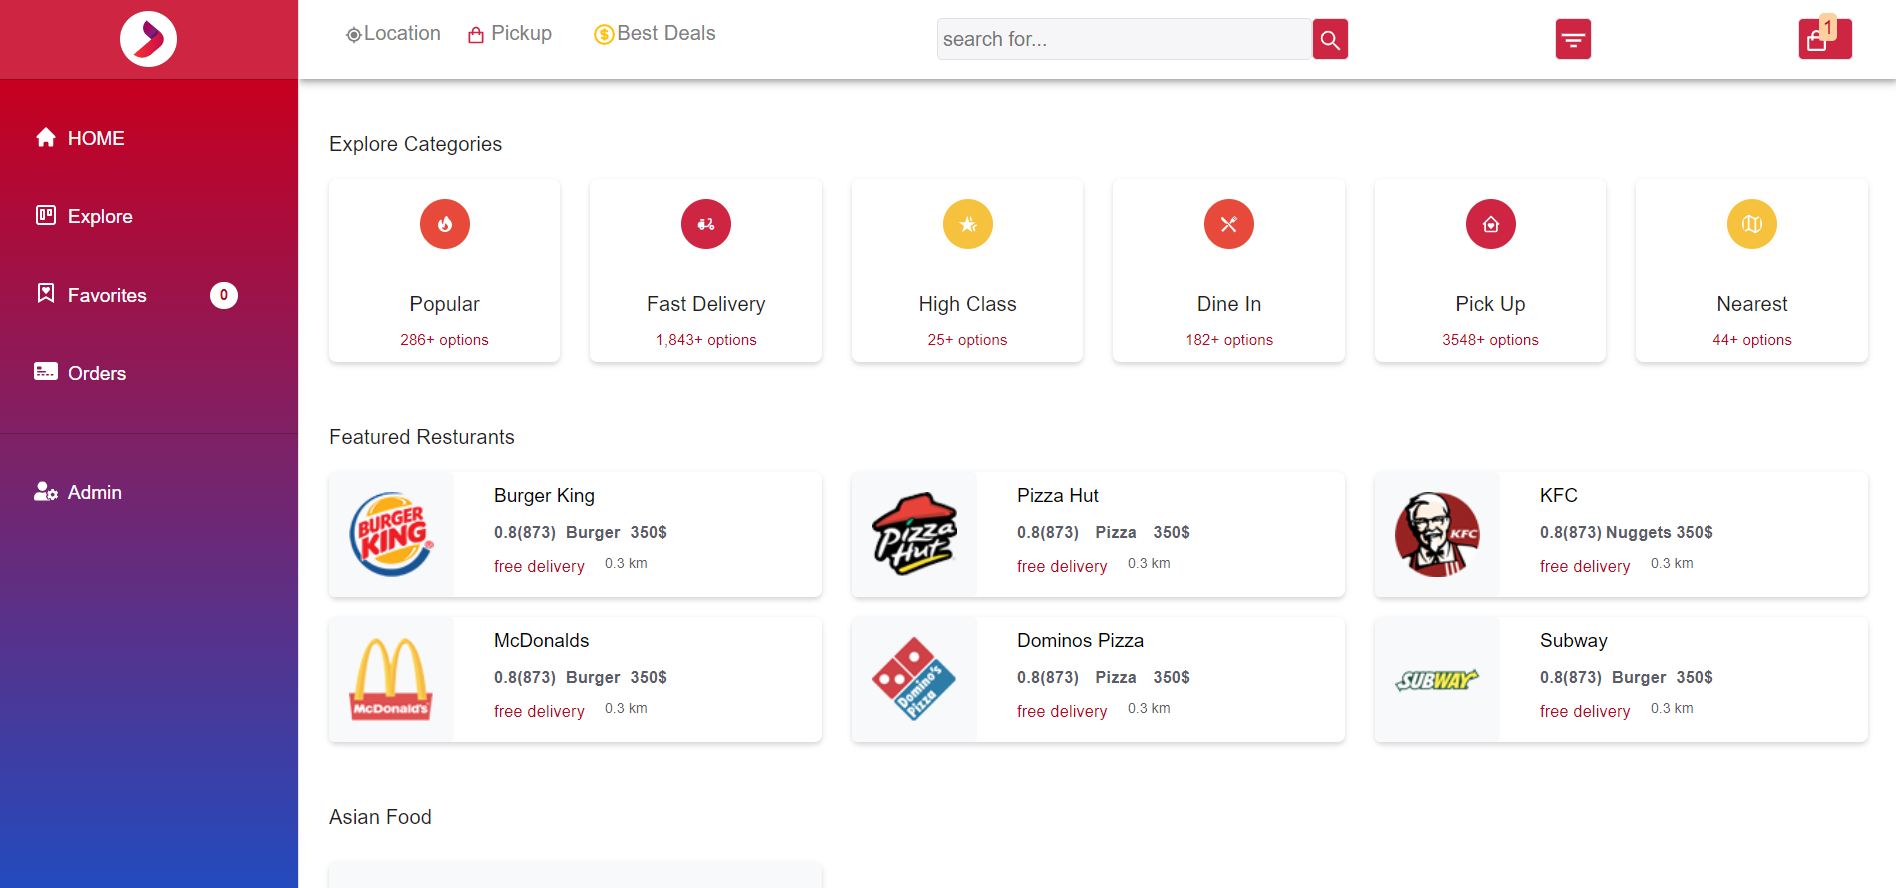 Location Pickup Best Deals search for... 1
HOME
Explore
Favorites 0
Orders
Admin
Explore Categories
Popular
286+ options
Fast Delivery
1,843+ options
High Class
25+ options
Dine In
182+ options
Pick Up
3548+ options
Nearest
44+ options
Featured Resturants
BURGER
KING
Burger King
0.8(873) Burger 350$
free delivery 0.3 km
Pizza
Hut
Pizza Hut
0.8(873) Pizza 350$
free delivery 0.3 km
KFC
KFC
0.8(873) Nuggets 350$
free delivery 0.3 km
McDonald's
McDonalds
0.8(873) Burger 350$
free delivery 0.3 km
Domino's
Pizza
Dominos Pizza
0.8(873) Pizza 350$
free delivery 0.3 km
SUBWAY
Subway
0.8(873) Burger 350$
free delivery 0.3 km
Asian Food